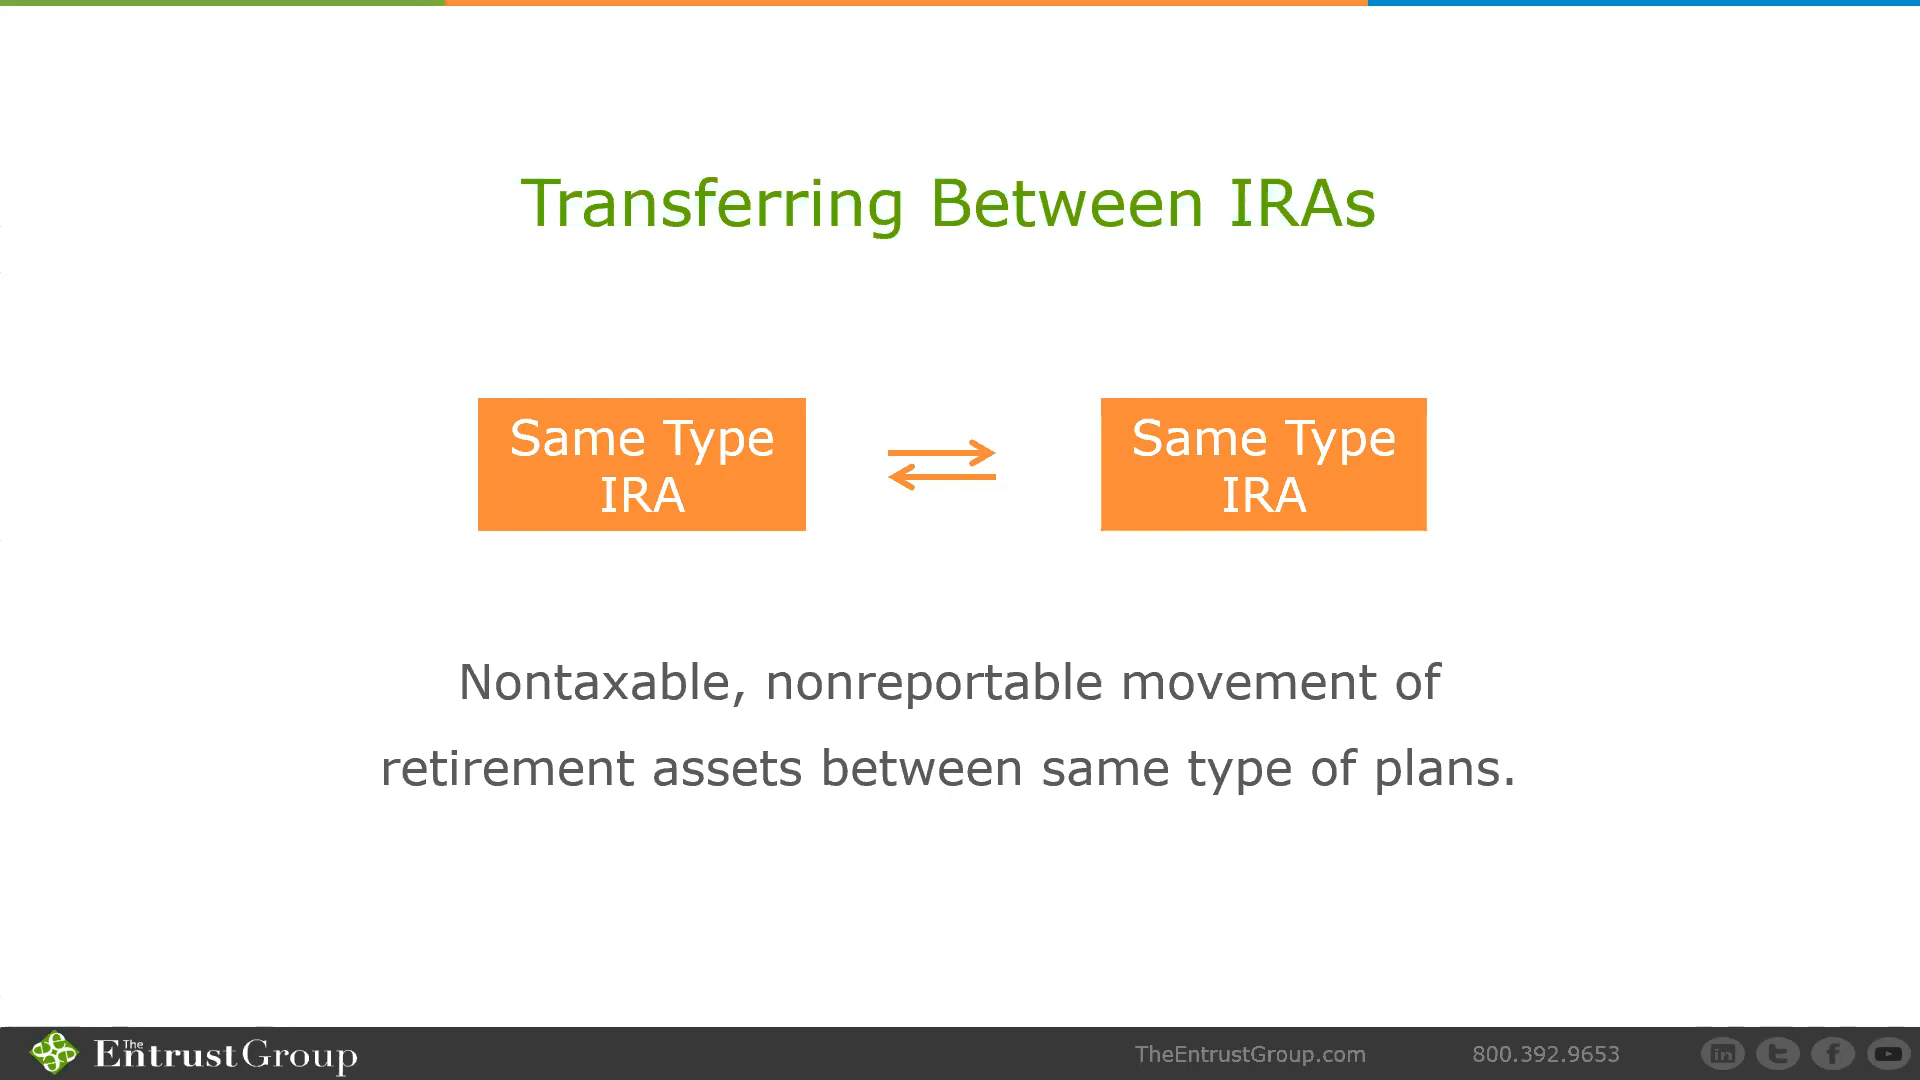 Transferring Between IRAs
Same Type
IRA
Same Type
IRA
Nontaxable, nonreportable movement of
retirement assets between same type of plans.
The EntrustGroup
TheEntrustGroup.com
800.392.9653